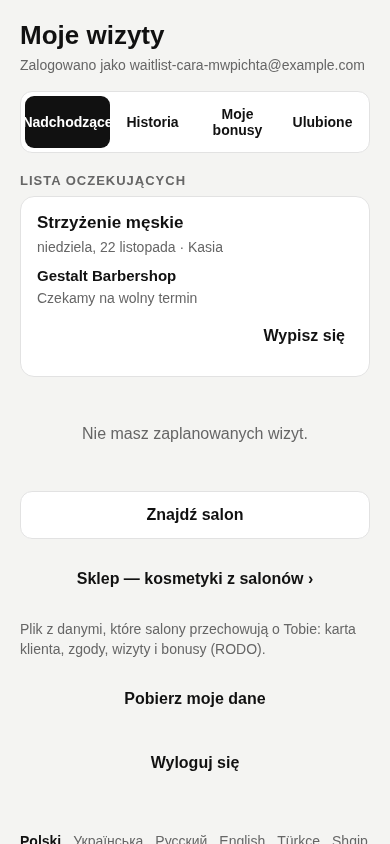 Moje wizyty
Zalogowano jako waitlist-cara-mwpichta@example.com
Nadchodzące
Historia
Moje
bonusy
Ulubione
LISTA OCZEKUJĄCYCH
Strzyżenie męskie
niedziela, 22 listopada · Kasia
Gestalt Barbershop
Czekamy na wolny termin
Wypisz się
Nie masz zaplanowanych wizyt.
Znajdź salon
Sklep — kosmetyki z salonów ›
Plik z danymi, które salony przechowują o Tobie: karta
klienta, zgody, wizyty i bonusy (RODO).
Pobierz moje dane
Wyloguj się
Polski Українська Русский English Türkçe Shqip